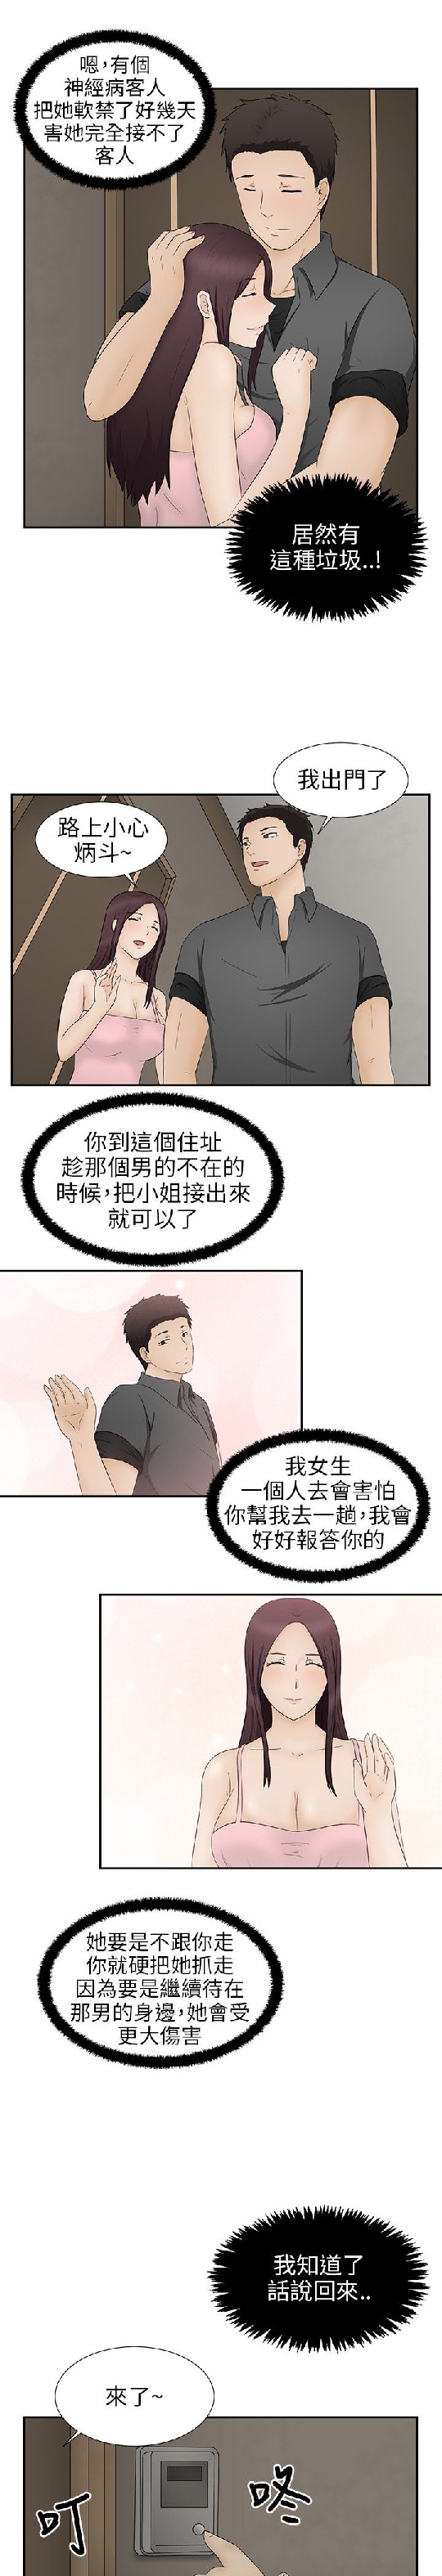 嗯,有個
神經病客人
把她軟禁了好幾天
害她完全接不了
客人
居然有
這種垃圾..!
我出門了
路上小心
炳斗~
你到這個住址
趁那個男的不在的
時候,把小姐接出來
就可以了
我女生
一個人去會害怕
你幫我去一趟,我會
好好報答你的
她要是不跟你走
你就硬把她抓走
因為要是繼續待在
那男的身邊,她會受
更大傷害
我知道了
話說回來..
來了~
叮
咚